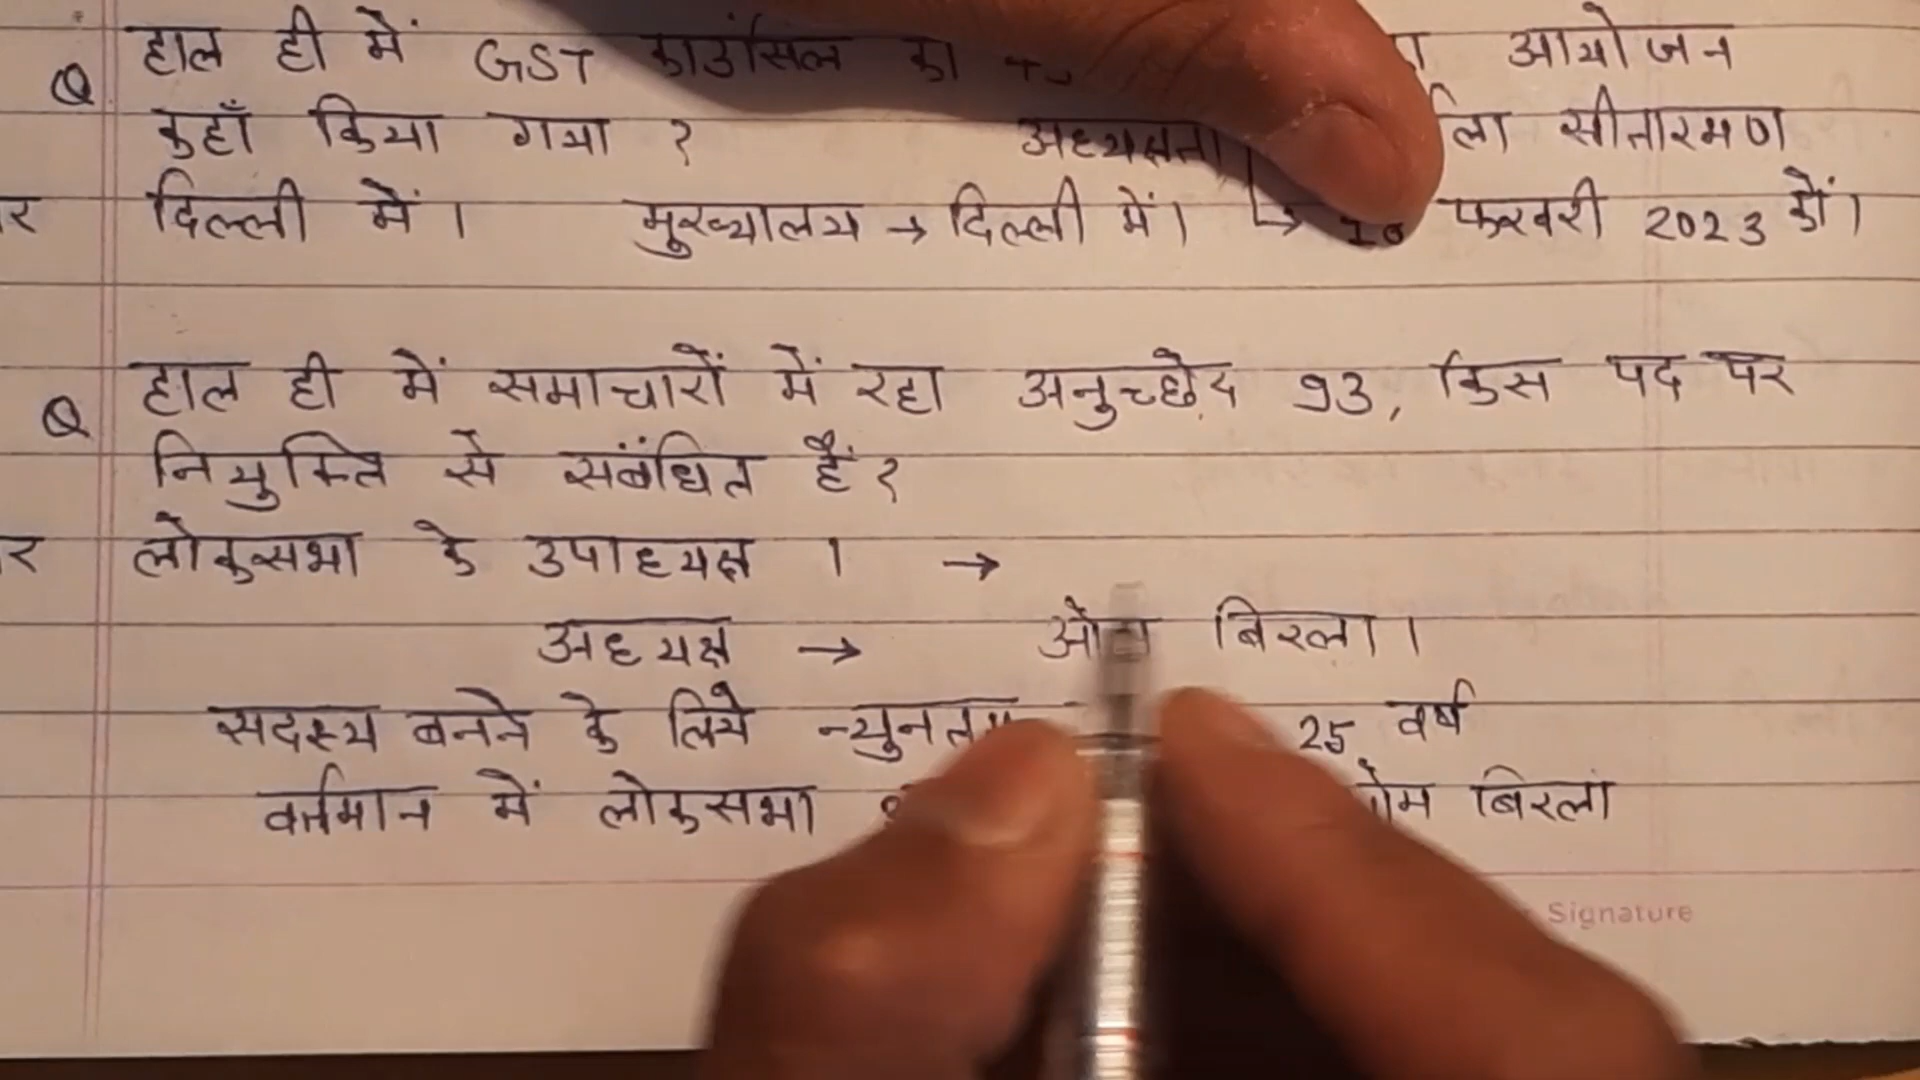 Q हाल ही में GST काउंसिल का आयोजन
कहाँ किया गया ? अध्यक्षता सीतारमण
दिल्ली में। मुख्यालय → दिल्ली में। ↳ फरवरी 2023 कों।
Q हाल ही में समाचारों में रहा अनुच्छेद 93, किस पद पर
नियुक्ति से संबंधित हैं?
लोकसभा के उपाध्यक्ष । →
अध्यक्ष → बिरला।
सदस्य बनने के लिये 25 वर्ष
वर्तमान में लोकसभा बिरला
Signature